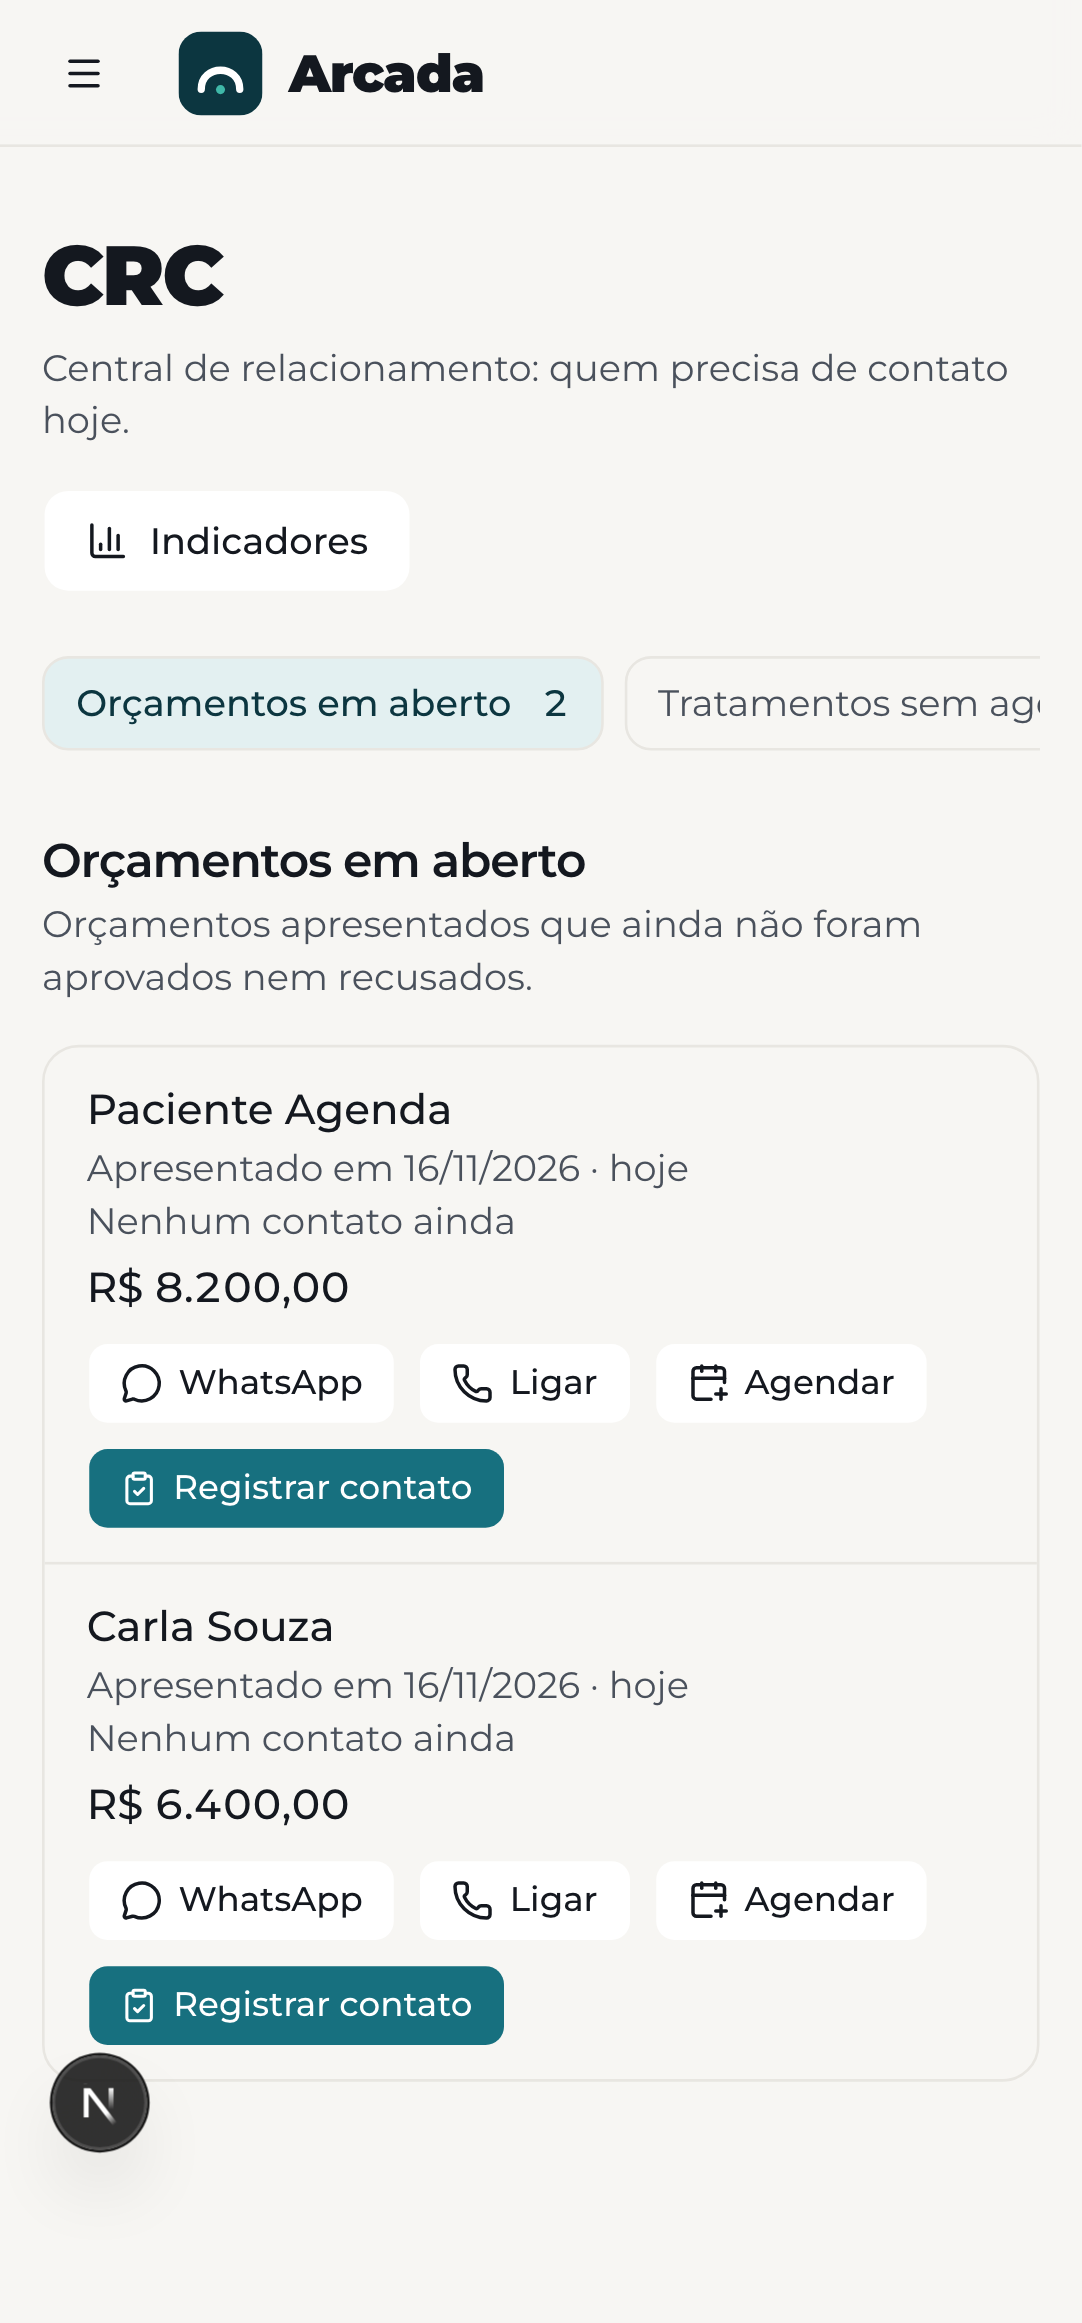 Arcada
CRC
Central de relacionamento: quem precisa de contato
hoje.
Indicadores
Orçamentos em aberto 2
Tratamentos sem
Orçamentos em aberto
Orçamentos apresentados que ainda não foram
aprovados nem recusados.
Paciente Agenda
Apresentado em 16/11/2026 · hoje
Nenhum contato ainda
R$ 8.200,00
WhatsApp
Ligar
Agendar
Registrar contato
Carla Souza
Apresentado em 16/11/2026 · hoje
Nenhum contato ainda
R$ 6.400,00
WhatsApp
Ligar
Agendar
Registrar contato
N